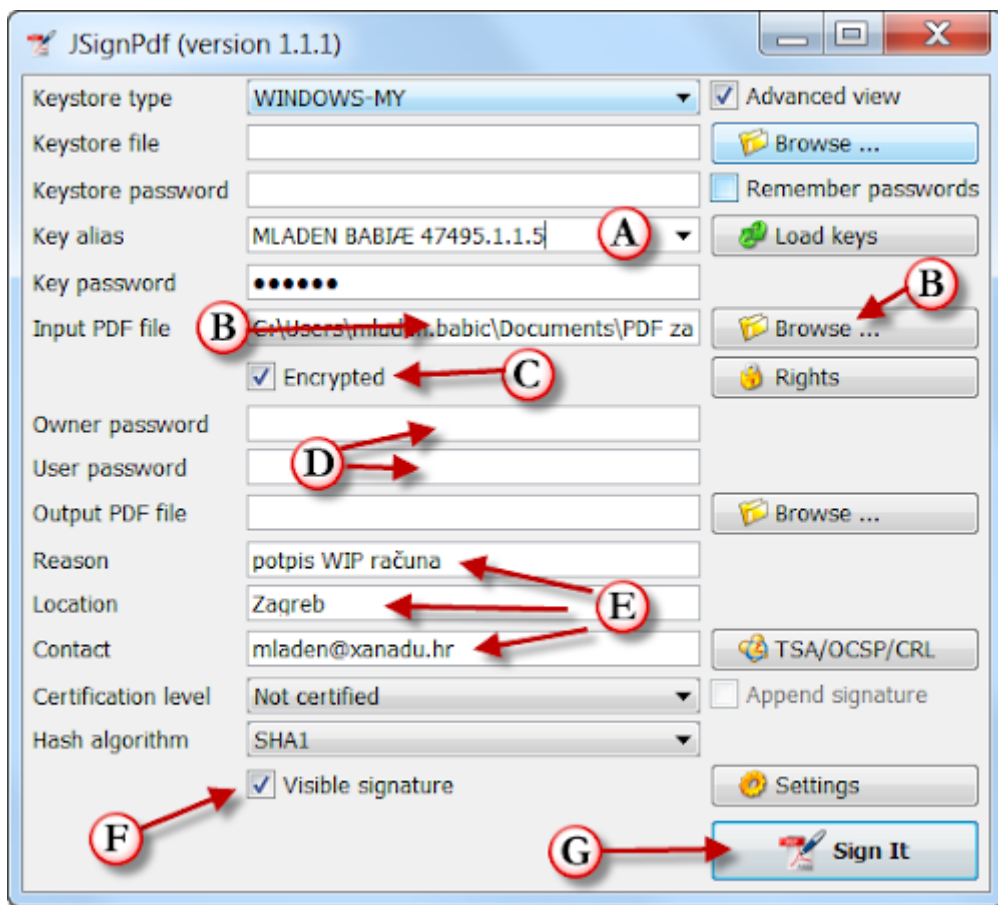 JSignPdf (version 1.1.1)
Keystore type WINDOWS-MY Advanced view
Keystore file Browse ...
Keystore password Remember passwords
Key alias MLADEN BABIÆ 47495.1.1.5 A Load keys
Key password ●●●●●● B
Input PDF file B C:\Users\mladen.babic\Documents\PDF za Browse ...
Encrypted C Rights
Owner password
D
User password
Output PDF file Browse ...
Reason potpis WIP računa
Location Zagreb E
Contact mladen@xanadu.hr TSA/OCSP/CRL
Certification level Not certified Append signature
Hash algorithm SHA1
Visible signature Settings
F
G Sign It